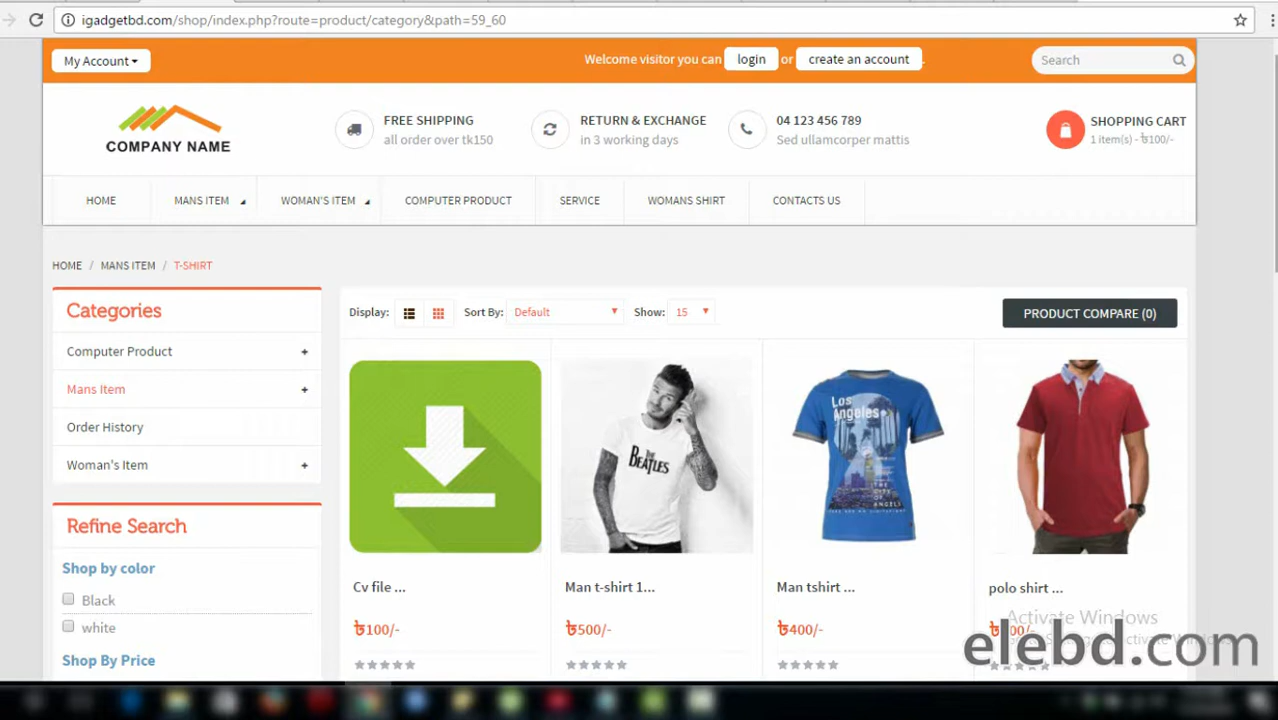 igadgetbd.com/shop/index.php?route=product/category&path=59_60
My Account
Welcome visitor you can login or create an account.
Search
COMPANY NAME
FREE SHIPPING
all order over tk150
RETURN & EXCHANGE
in 3 working days
04 123 456 789
Sed ullamcorper mattis
SHOPPING CART
1 item(s) - ৳100/-
HOME
MANS ITEM
WOMAN'S ITEM
COMPUTER PRODUCT
SERVICE
WOMANS SHIRT
CONTACTS US
HOME / MANS ITEM / T-SHIRT
Categories
Computer Product +
Mans Item +
Order History
Woman's Item +
Refine Search
Shop by color
Black
white
Shop By Price
Display:
Sort By: Default
Show: 15
PRODUCT COMPARE (0)
THE
BEATLES
Los
Angeles
THE CITY
Cv file ...
৳100/-
Man t-shirt 1...
৳500/-
Man tshirt ...
৳400/-
polo shirt ...
Activate Windows
elebd.com